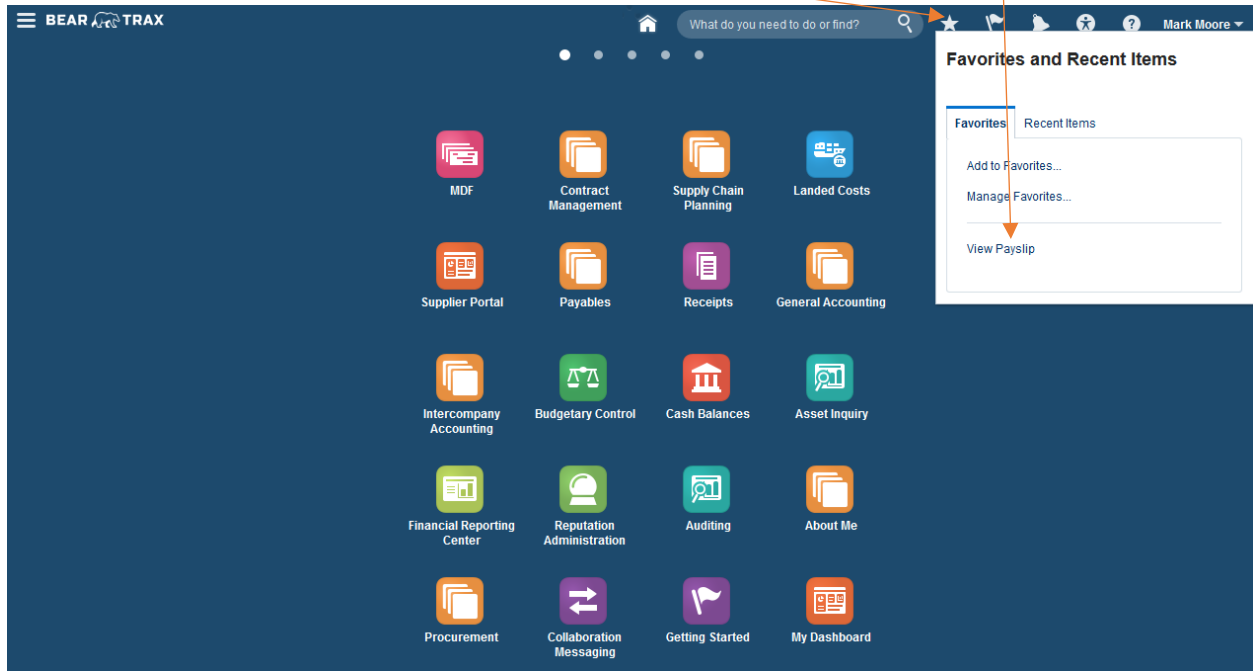 BEAR TRAX
What do you need to do or find?
?
Mark Moore
Favorites and Recent Items
Favorites
Recent Items
Add to Favorites...
Manage Favorites...
View Payslip
MDF
Contract
Management
Supply Chain
Planning
Landed Costs
Supplier Portal
Payables
Receipts
General Accounting
Intercompany
Accounting
Budgetary Control
Cash Balances
Asset Inquiry
Financial Reporting
Center
Reputation
Administration
Auditing
About Me
Procurement
Collaboration
Messaging
Getting Started
My Dashboard